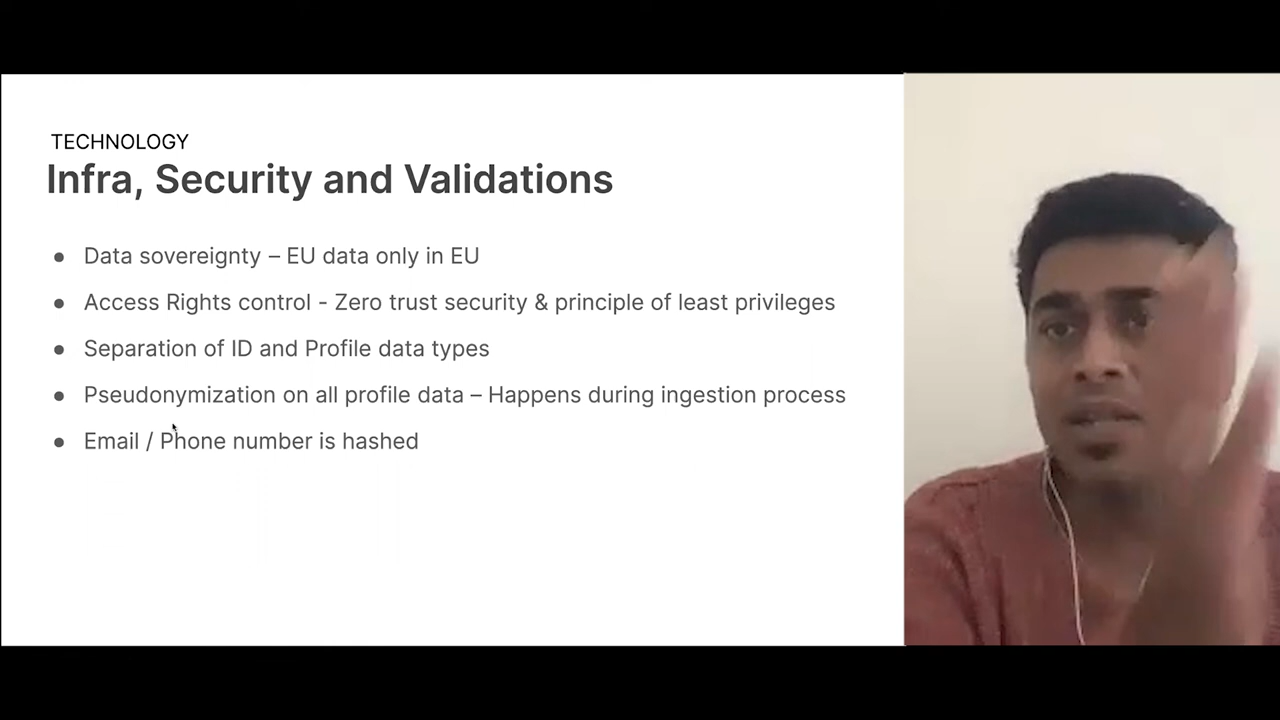 TECHNOLOGY
Infra, Security and Validations
● Data sovereignty – EU data only in EU
● Access Rights control - Zero trust security & principle of least privileges
● Separation of ID and Profile data types
● Pseudonymization on all profile data – Happens during ingestion process
● Email / Phone number is hashed